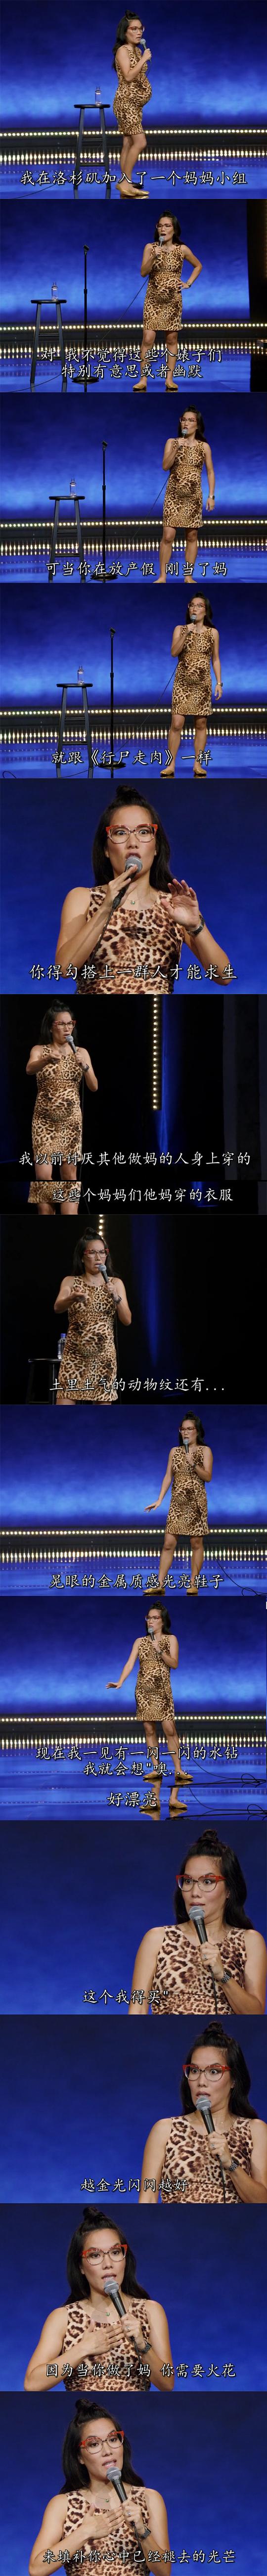 我在洛杉矶加入了一个妈妈小组
对 我不觉得这些个婊子们
特别有意思或者幽默
可当你在放产假 刚当了妈
就跟《行尸走肉》一样
你得勾搭上一群人才能求生
我以前讨厌其他做妈的人身上穿的
这些个妈妈们他妈穿的衣服
土里土气的动物纹还有...
晃眼的金属质感光亮鞋子
现在我一见有一闪一闪的水钻
我就会想"噢...
好漂亮
这个我得买"
越金光闪闪越好
因为当你做了妈 你需要火花
来填补你心中已经褪去的光芒